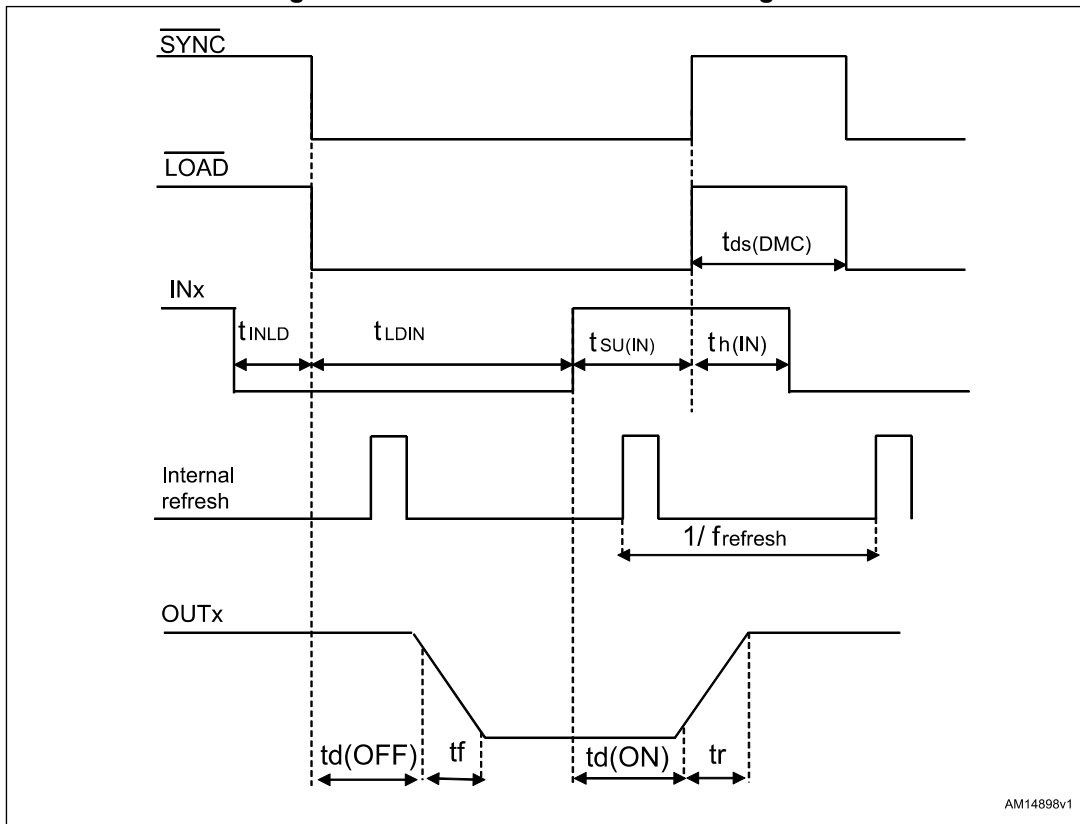 SYNC
LOAD
tds(DMC)
INx
tINLD
tLDIN
tSU(IN)
th(IN)
Internal
refresh
1/ frefresh
OUTx
td(OFF)
tf
td(ON)
tr
AM14898v1